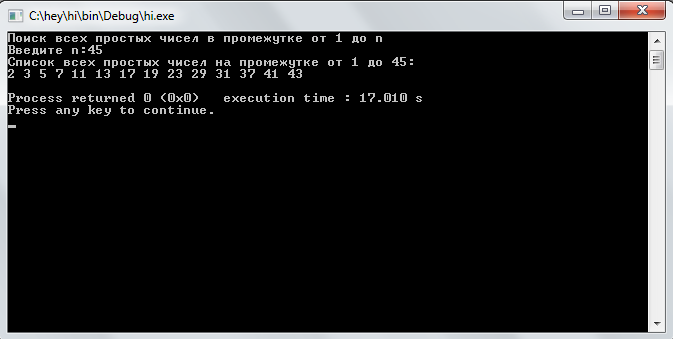 C:\hey\hi\bin\Debug\hi.exe
Поиск всех простых чисел в промежутке от 1 до n
Введите n:45
Список всех простых чисел на промежутке от 1 до 45:
2 3 5 7 11 13 17 19 23 29 31 37 41 43
Process returned 0 (0x0)   execution time : 17.010 s
Press any key to continue.